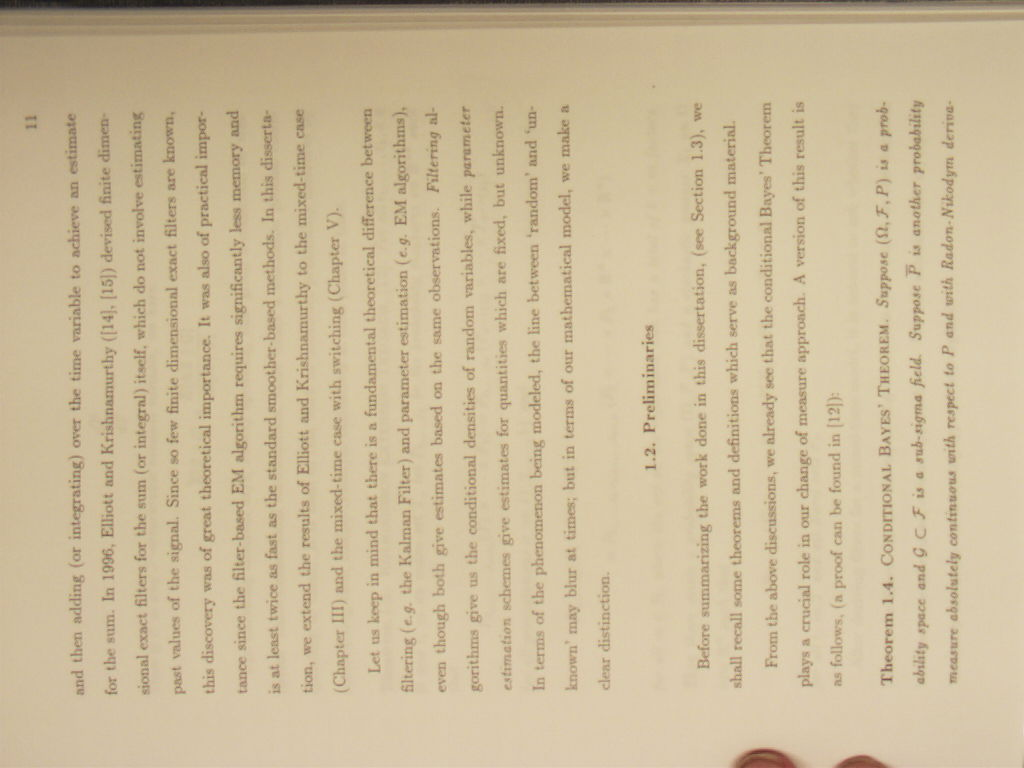 11
and then adding (or integrating) over the time variable to achieve an estimate
for the sum. In 1996, Elliott and Krishnamurthy ([14], [15]) devised finite dimen-
sional exact filters for the sum (or integral) itself, which do not involve estimating
past values of the signal. Since so few finite dimensional exact filters are known,
this discovery was of great theoretical importance. It was also of practical impor-
tance since the filter-based EM algorithm requires significantly less memory and
is at least twice as fast as the standard smoother-based methods. In this disserta-
tion, we extend the results of Elliott and Krishnamurthy to the mixed-time case
(Chapter III) and the mixed-time case with switching (Chapter V).
Let us keep in mind that there is a fundamental theoretical difference between
filtering (e.g. the Kalman Filter) and parameter estimation (e.g. EM algorithms),
even though both give estimates based on the same observations. Filtering al-
gorithms give us the conditional densities of random variables, while parameter
estimation schemes give estimates for quantities which are fixed, but unknown.
In terms of the phenomenon being modeled, the line between 'random' and 'un-
known' may blur at times; but in terms of our mathematical model, we make a
clear distinction.
1.2. Preliminaries
Before summarizing the work done in this dissertation, (see Section 1.3), we
shall recall some theorems and definitions which serve as background material.
From the above discussions, we already see that the conditional Bayes' Theorem
plays a crucial role in our change of measure approach. A version of this result is
as follows, (a proof can be found in [12]):
Theorem 1.4. CONDITIONAL BAYES' THEOREM. Suppose (Ω, ℱ, P) is a prob-
ability space and 𝒢 ⊂ ℱ is a sub-sigma field. Suppose P̅ is another probability
measure absolutely continuous with respect to P and with Radon-Nikodym deriva-